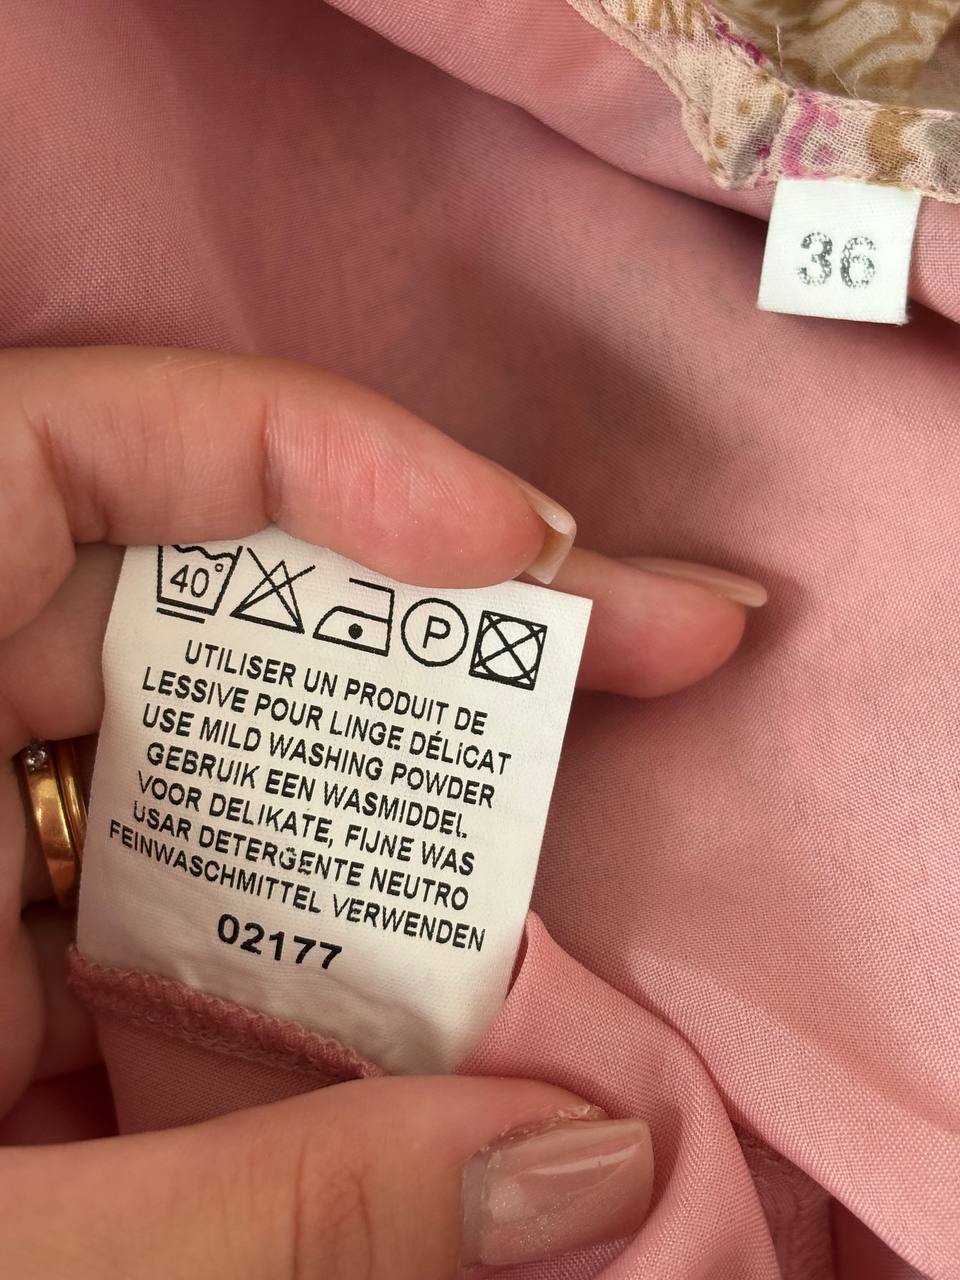 36
40°
P
UTILISER UN PRODUIT DE
LESSIVE POUR LINGE DÉLICAT
USE MILD WASHING POWDER
GEBRUIK EEN WASMIDDEL
VOOR DELIKATE, FIJNE WAS
USAR DETERGENTE NEUTRO
FEINWASCHMITTEL VERWENDEN
02177